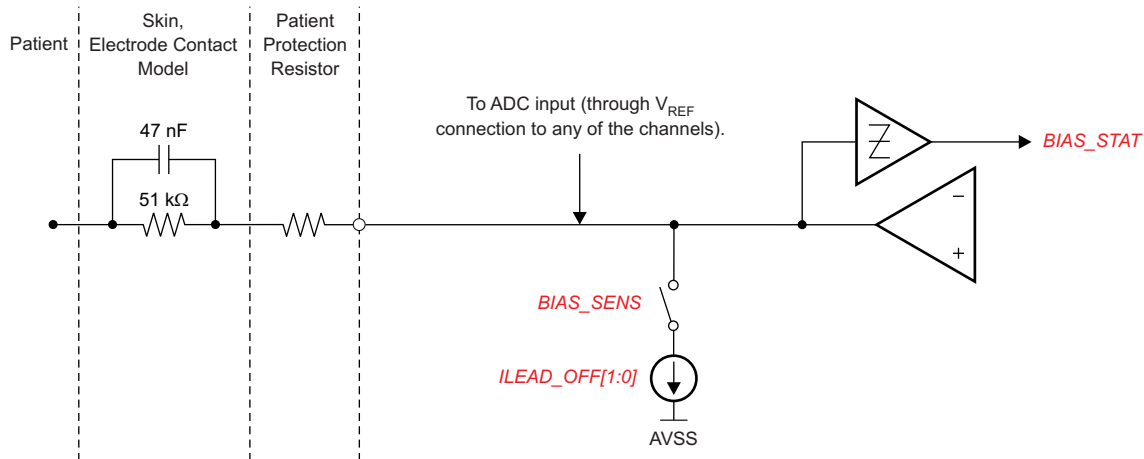 Patient
Skin,
Electrode Contact
Model
Patient
Protection
Resistor
To ADC input (through VREF
connection to any of the channels).
47 nF
51 kΩ
BIAS_STAT
−
+
BIAS_SENS
ILEAD_OFF[1:0]
AVSS